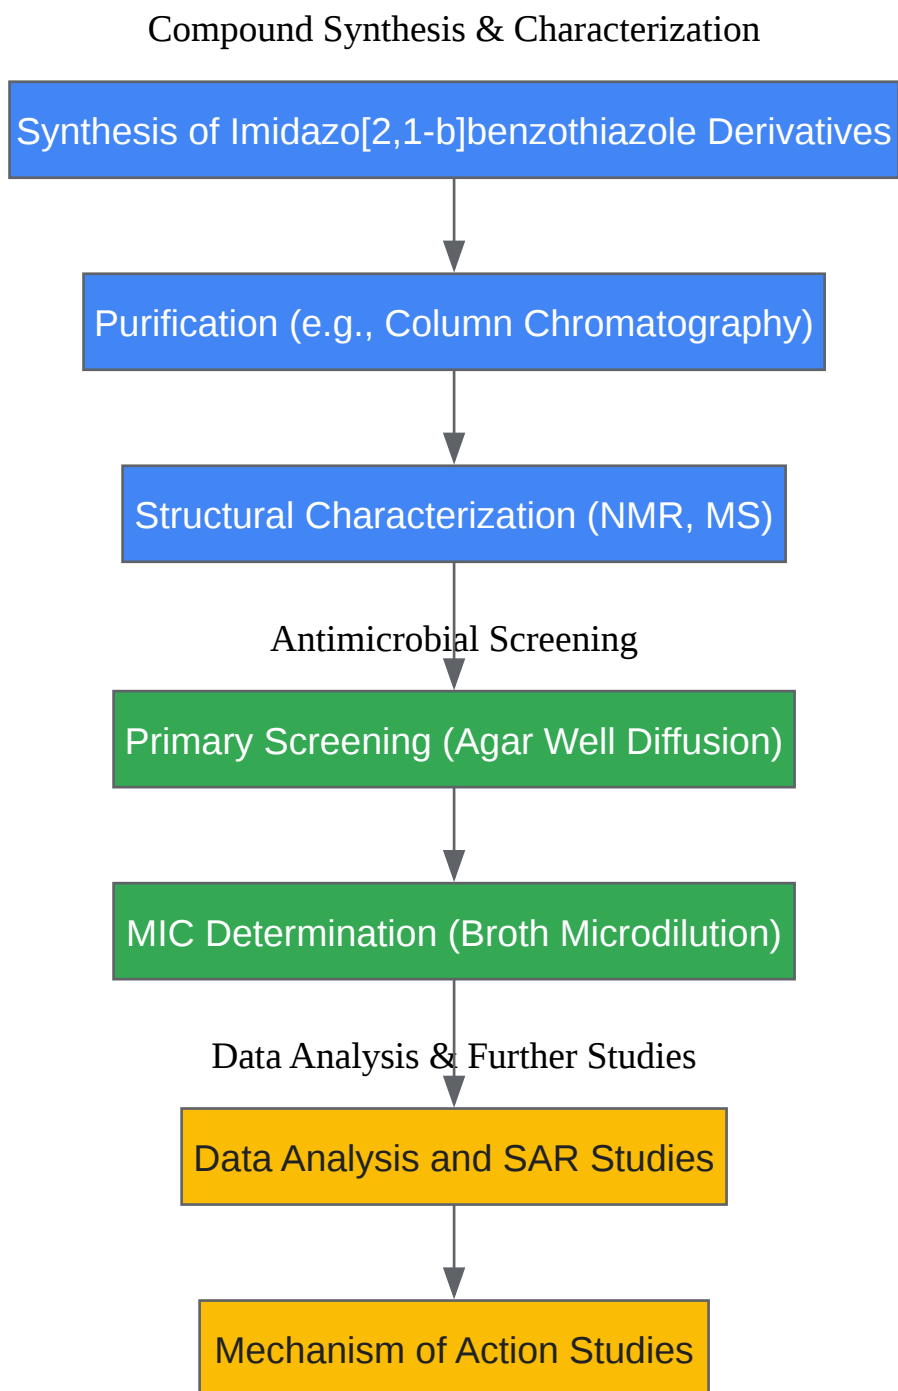 Compound Synthesis & Characterization
Synthesis of Imidazo[2,1-b]benzothiazole Derivatives
Purification (e.g., Column Chromatography)
Structural Characterization (NMR, MS)
Antimicrobial Screening
Primary Screening (Agar Well Diffusion)
MIC Determination (Broth Microdilution)
Data Analysis & Further Studies
Data Analysis and SAR Studies
Mechanism of Action Studies